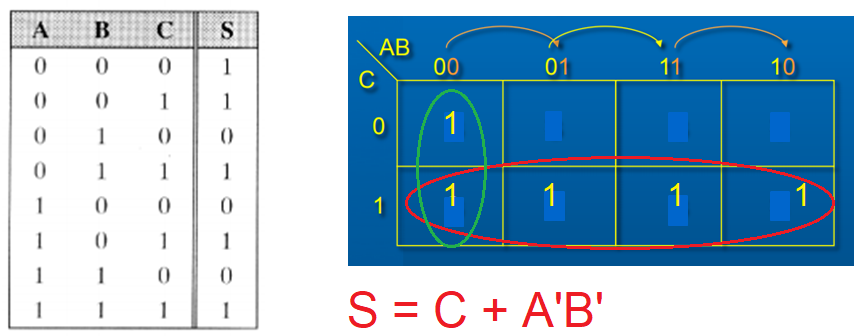 A B C S
0 0 0 1
0 0 1 1
0 1 0 0
0 1 1 1
1 0 0 0
1 0 1 1
1 1 0 0
1 1 1 1
AB
C
00 01 11 10
0 1
1 1 1 1 1
S = C + A'B'